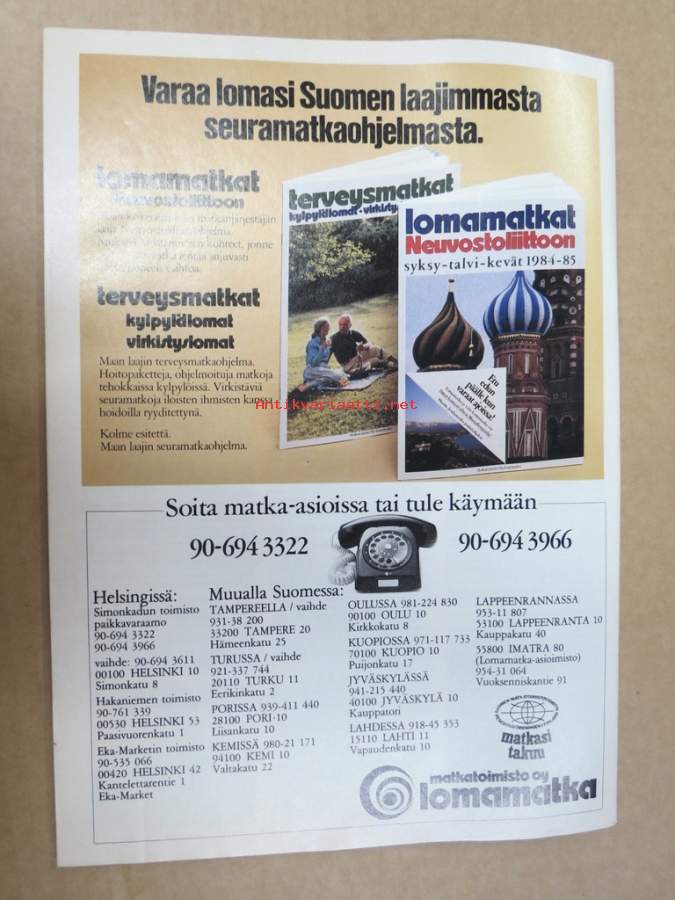 Varaa lomasi Suomen laajimmasta
seuramatkaohjelmasta.
lomamatkat
Neuvostoliittoon
terveysmatkat
kylpylälomat
virkistyslomat
Maan laajin terveysmatkaohjelma.
Hoitopaketteja, ohjelmoituja matkoja
tehokkaissa kylpylöissä. Virkistäviä
seuramatkoja iloisten ihmisten kanssa
hoidoilla ryyditettynä.
Kolme esitettä.
Maan laajin seuramatkaohjelma.
terveysmatkat
kylpylälomat • virkistys
lomamatkat
Neuvostoliittoon
syksy-talvi-kevät 1984-85
Etu
edun
päälle kun
varaat ajoissa!
Antikvariaatti.net
Soita matka-asioissa tai tule käymään
90-694 3322
90-694 3966
Helsingissä:
Simonkadun toimisto
paikkavaraamo
90-694 3322
90-694 3966
vaihde: 90-694 3611
00100 HELSINKI 10
Simonkatu 8
Hakaniemen toimisto
90-761 339
00530 HELSINKI 53
Paasivuorenkatu 1
Eka-Marketin toimisto
90-535 066
00420 HELSINKI 42
Kantelettarentie 1
Eka-Market
Muualla Suomessa:
TAMPEREELLA / vaihde
931-38 200
33200 TAMPERE 20
Hämeenkatu 25
TURUSSA / vaihde
921-337 744
20110 TURKU 11
Eerikinkatu 2
PORISSA 939-411 440
28100 PORI 10
Liisankatu 10
KEMISSÄ 980-21 171
94100 KEMI 10
Valtakatu 22
OULUSSA 981-224 830
90100 OULU 10
Kirkkokatu 8
KUOPIOSSA 971-117 733
70100 KUOPIO 10
Puijonkatu 17
JYVÄSKYLÄSSÄ
941-215 440
40100 JYVÄSKYLÄ 10
Kauppatori
LAHDESSA 918-45 353
15110 LAHTI 11
Vapaudenkatu 10
LAPPEENRANNASSA
953-11 807
53100 LAPPEENRANTA 10
Kauppakatu 40
55800 IMATRA 80
(Lomamatka-asioimisto)
954-31 064
Vuoksenniskantie 91
matkasi
takuu
matkatoimisto oy
lomamatka